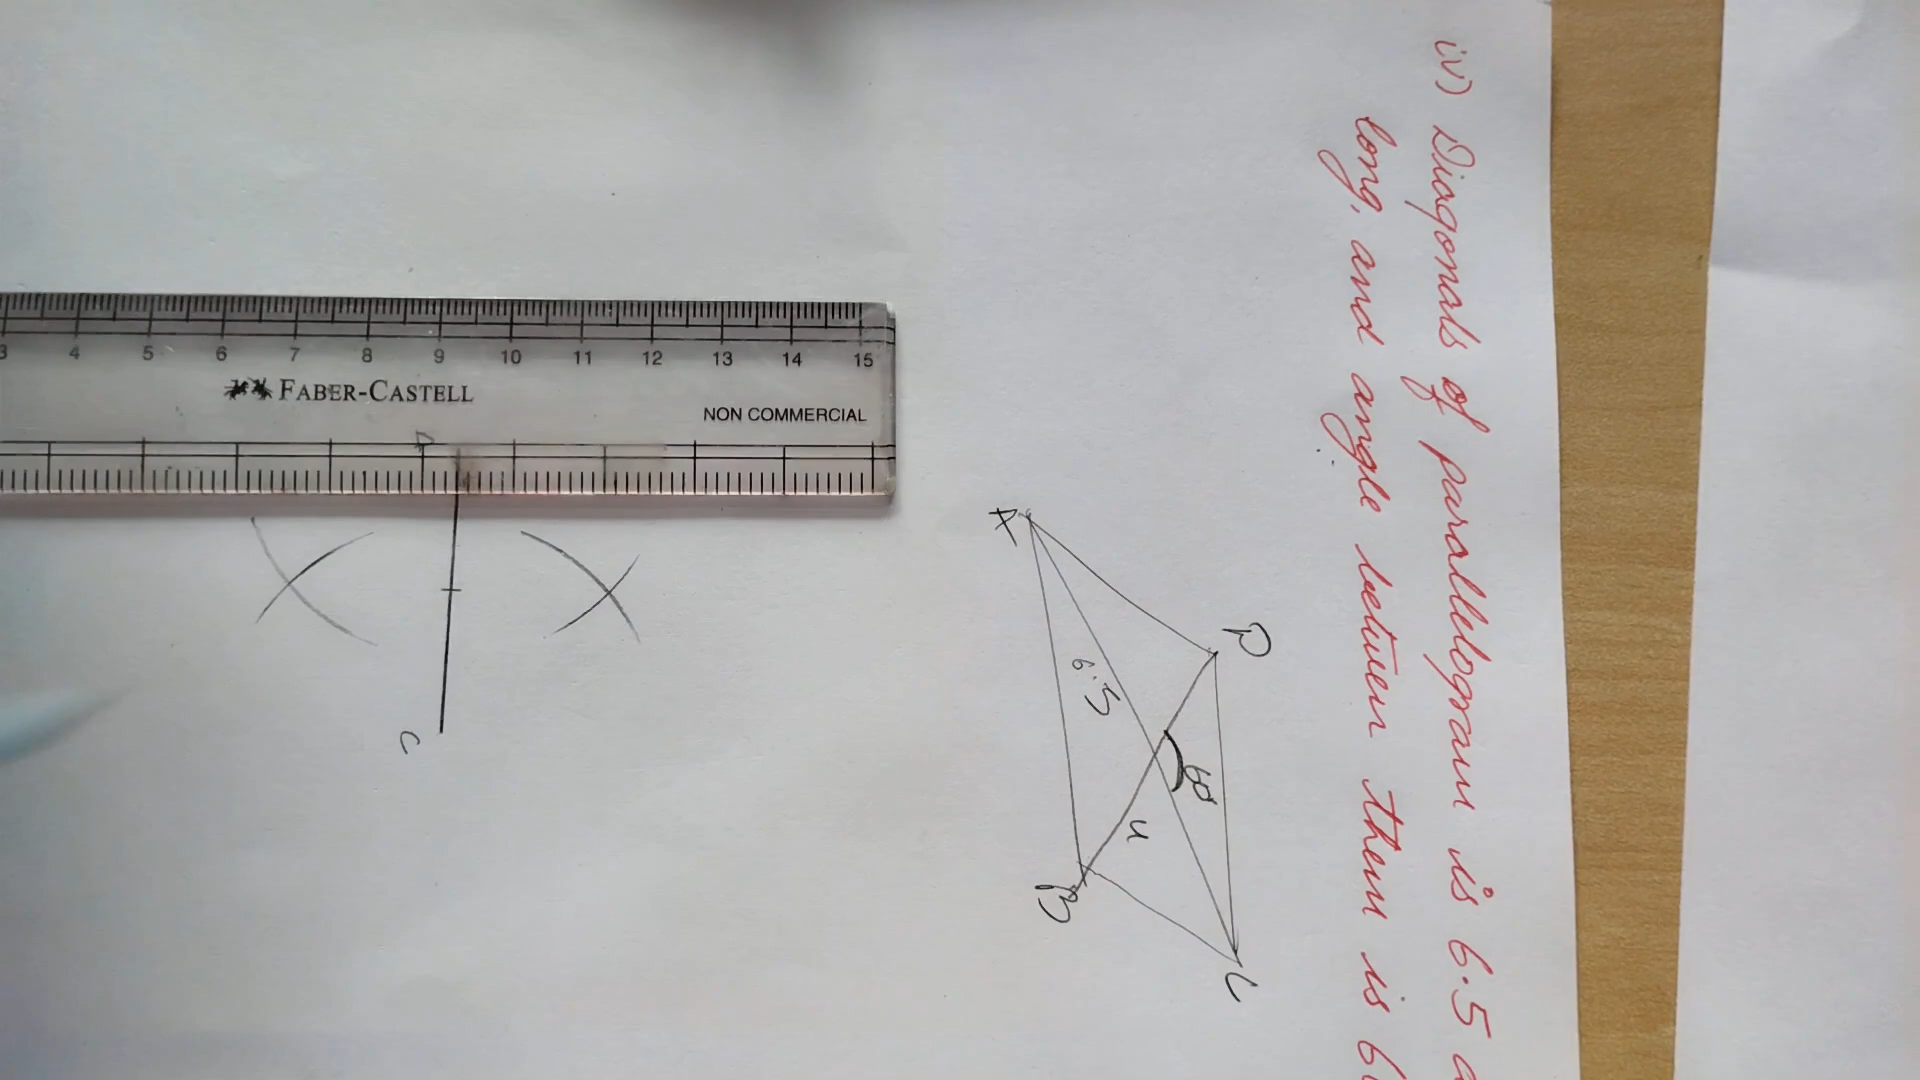 iv) Diagonals of parallelogram is 6.5
long, and angle between them is
D
A
6.5
60°
4
B
C
3 4 5 6 7 8 9 10 11 12 13 14 15
FABER-CASTELL
NON COMMERCIAL
C